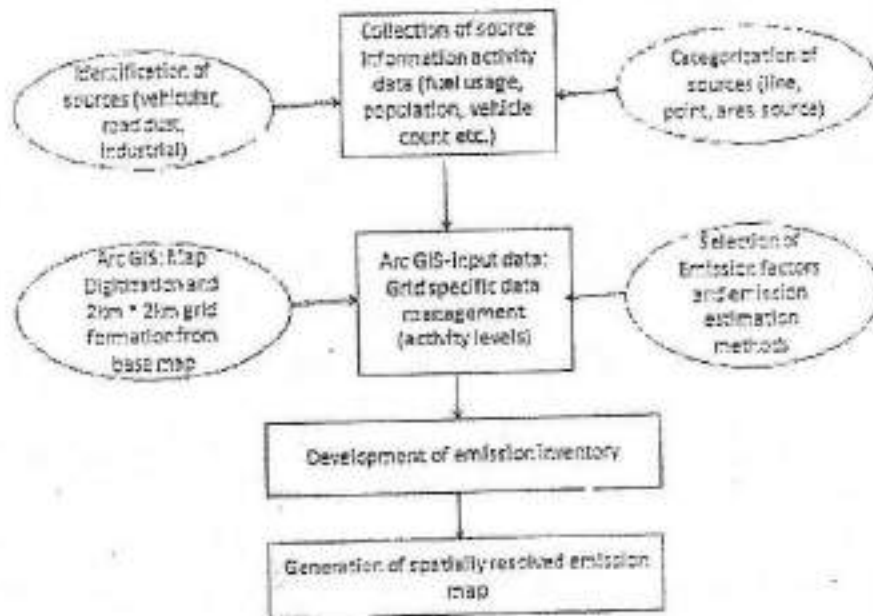 Collection of source
information activity
data (fuel usage,
population, vehicle
count etc.)
Identification of
sources (vehicular,
road dust,
industrial)
Categorization of
sources (line,
point, area source)
Arc GIS: Map
Digitization and
2km * 2km grid
formation from
base map
Arc GIS-input data:
Grid specific data
management
(activity levels)
Selection of
Emission factors
and emission
estimation
methods
Development of emission inventory
Generation of spatially resolved emission
map